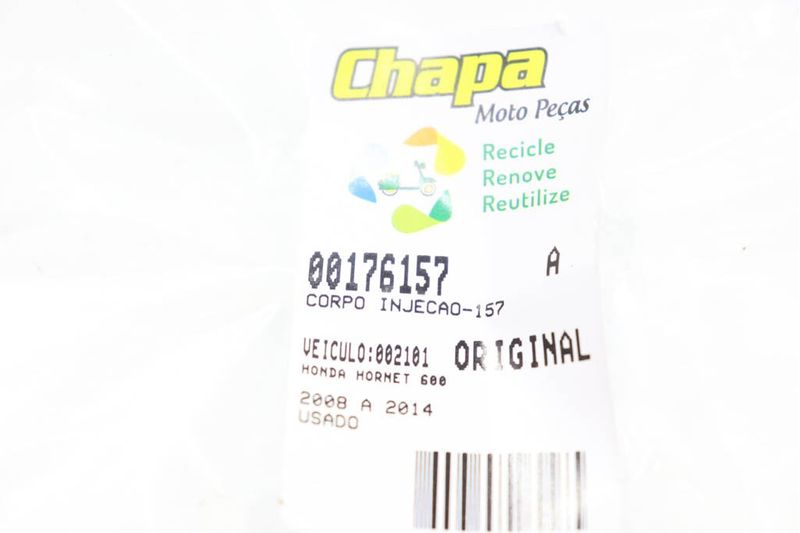 Chapa
Moto Peças
Recicle
Renove
Reutilize
00176157 A
CORPO INJECAO-157
VEICULO:002101 ORIGINAL
HONDA HORNET 600
2008 A 2014
USADO